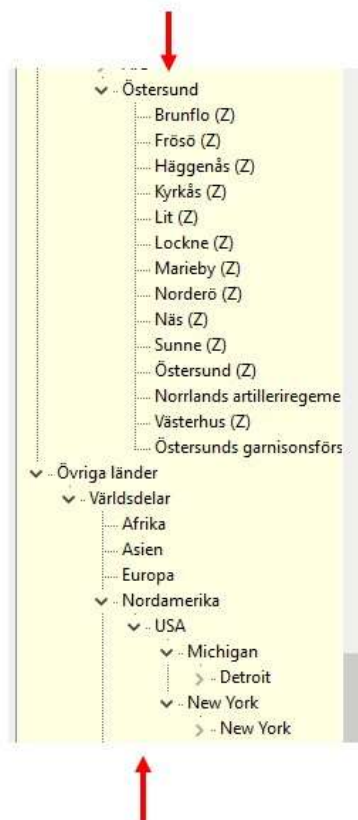 Östersund
Brunflo (Z)
Frösö (Z)
Häggenås (Z)
Kyrkås (Z)
Lit (Z)
Lockne (Z)
Marieby (Z)
Norderö (Z)
Näs (Z)
Sunne (Z)
Östersund (Z)
Norrlands artilleriregeme
Västerhus (Z)
Östersunds garnisonsförs
Övriga länder
Världsdelar
Afrika
Asien
Europa
Nordamerika
USA
Michigan
Detroit
New York
New York